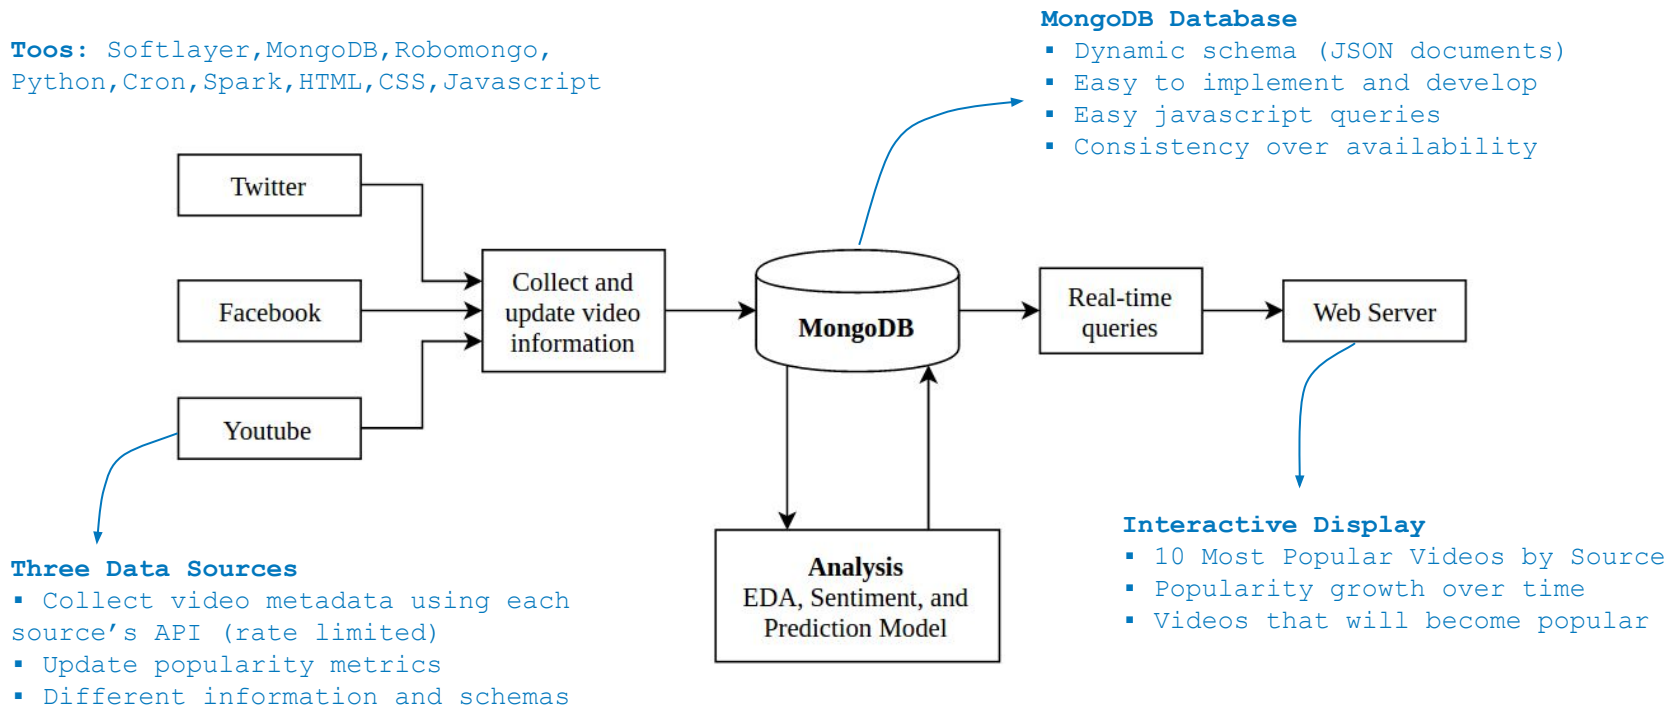 Toos: Softlayer,MongoDB,Robomongo,
Python,Cron,Spark,HTML,CSS,Javascript
MongoDB Database
▪ Dynamic schema (JSON documents)
▪ Easy to implement and develop
▪ Easy javascript queries
▪ Consistency over availability
Twitter
Facebook
Youtube
Collect and
update video
information
MongoDB
Real-time
queries
Web Server
Analysis
EDA, Sentiment, and
Prediction Model
Three Data Sources
▪ Collect video metadata using each
source’s API (rate limited)
▪ Update popularity metrics
▪ Different information and schemas
Interactive Display
▪ 10 Most Popular Videos by Source
▪ Popularity growth over time
▪ Videos that will become popular